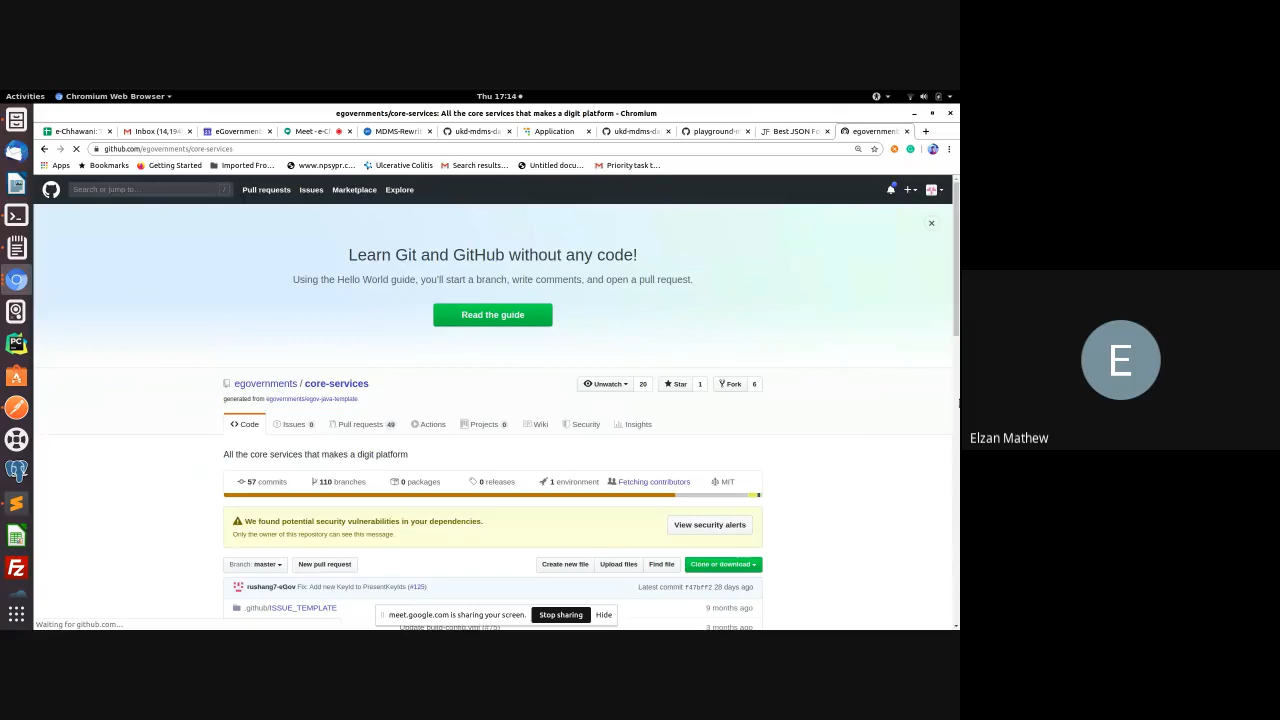 Activities Chromium Web Browser Thu 17:14
egovernments/core-services: All the core services that makes a digit platform - Chromium
e-Chhawani: Inbox (14,194 eGovernment Meet - e-C MDMS-Rewri ukd-mdms-da Application ukd-mdms-da playground-m Best JSON Fo egovernment
github.com/egovernments/core-services
Apps Bookmarks Getting Started Imported Fro... www.npsypr.c... Ulcerative Colitis Search results... Untitled docu... Priority task t...
Search or jump to... / Pull requests Issues Marketplace Explore
Learn Git and GitHub without any code!
Using the Hello World guide, you'll start a branch, write comments, and open a pull request.
Read the guide
egovernments / core-services Unwatch 20 Star 1 Fork 6
generated from egovernments/egov-java-template
Code Issues 0 Pull requests 49 Actions Projects 0 Wiki Security Insights
All the core services that makes a digit platform
57 commits 110 branches 0 packages 0 releases 1 environment Fetching contributors MIT
We found potential security vulnerabilities in your dependencies.
Only the owner of this repository can see this message.
View security alerts
Branch: master New pull request Create new file Upload files Find file Clone or download
rushang7-eGov Fix: Add new KeyId to PresentKeyIds (#125) Latest commit f47bff2 28 days ago
.github/ISSUE_TEMPLATE 9 months ago
meet.google.com is sharing your screen. Stop sharing Hide
Update build-config.yml (#75) 3 months ago
Waiting for github.com...
E
Elzan Mathew
PC